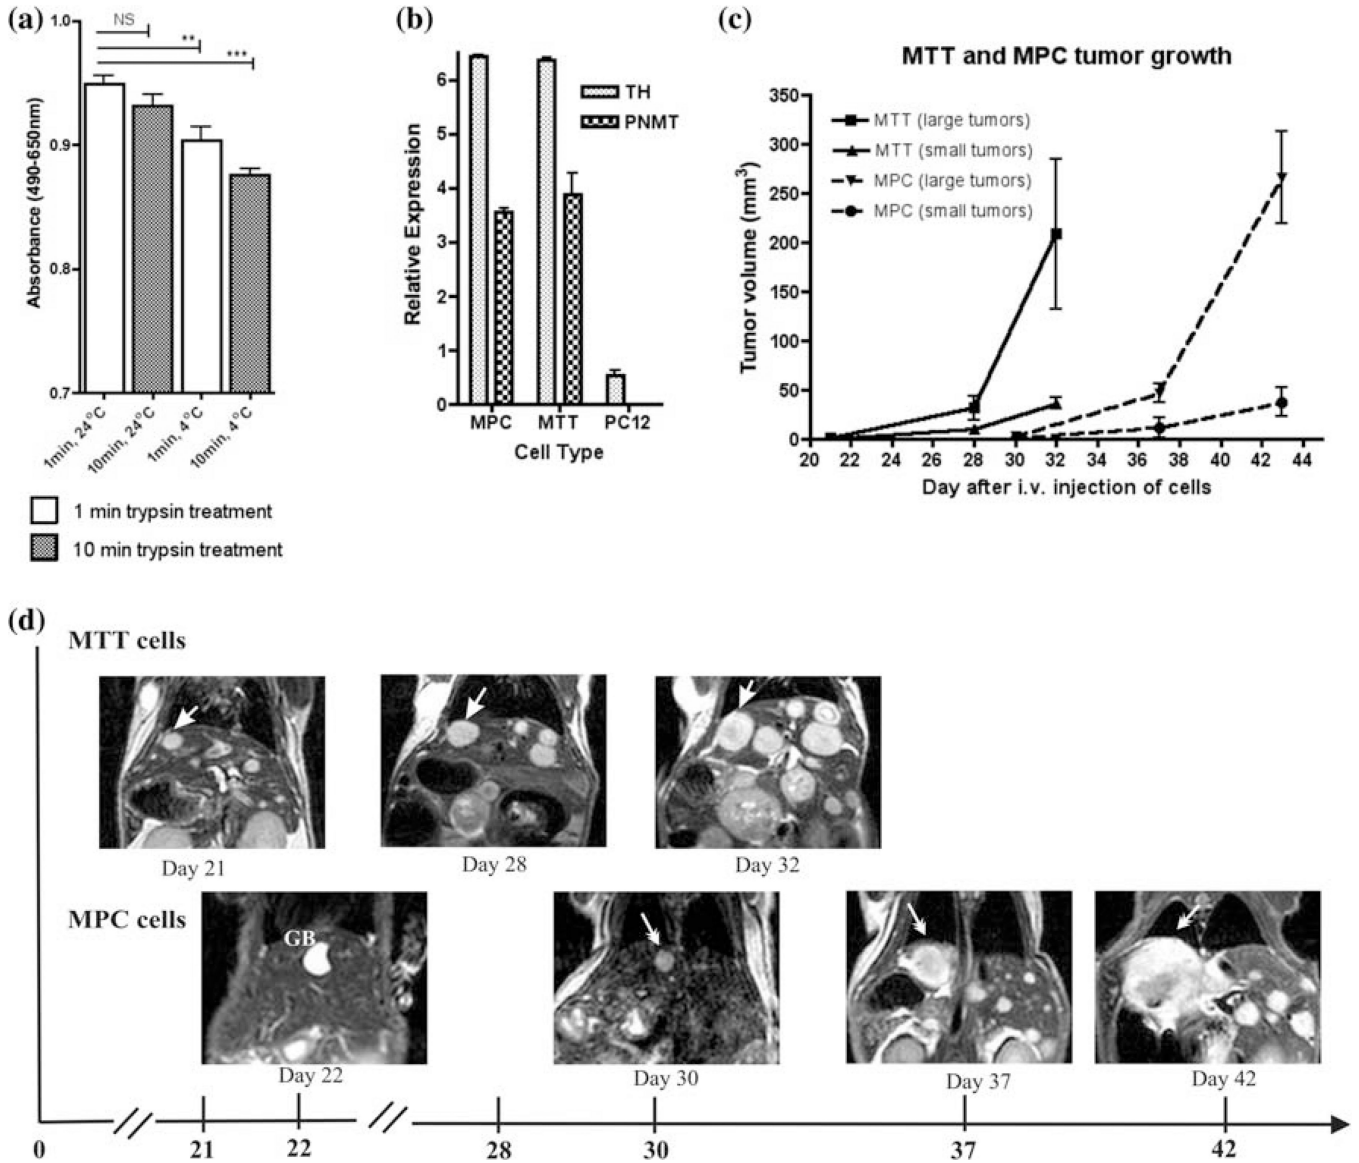 (a)
1.0
0.9
0.8
0.7
Absorbance (490-650nm)
NS
**
***
1min, 24°C
10min, 24°C
1min, 4°C
10min, 4°C
1 min trypsin treatment
10 min trypsin treatment
(b)
6
5
4
3
2
1
0
Relative Expression
TH
PNMT
MPC MTT PC12
Cell Type
(c)
MTT and MPC tumor growth
350
300
250
200
150
100
50
0
Tumor volume (mm³)
MTT (large tumors)
MTT (small tumors)
MPC (large tumors)
MPC (small tumors)
20 22 24 26 28 30 32 34 36 38 40 42 44
Day after i.v. injection of cells
(d)
MTT cells
Day 21
Day 28
Day 32
MPC cells
GB
Day 22
Day 30
Day 37
Day 42
0 21 22 28 30 37 42